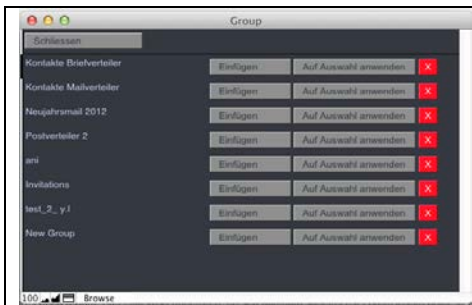 Group
Schliessen
Kontakte Briefverteiler Einfügen Auf Auswahl anwenden X
Kontakte Mailverteiler Einfügen Auf Auswahl anwenden X
Neujahrsmail 2012 Einfügen Auf Auswahl anwenden X
Postverteiler 2 Einfügen Auf Auswahl anwenden X
ani Einfügen Auf Auswahl anwenden X
Invitations Einfügen Auf Auswahl anwenden X
test_2_ y.l Einfügen Auf Auswahl anwenden X
New Group Einfügen Auf Auswahl anwenden X
100 Browse